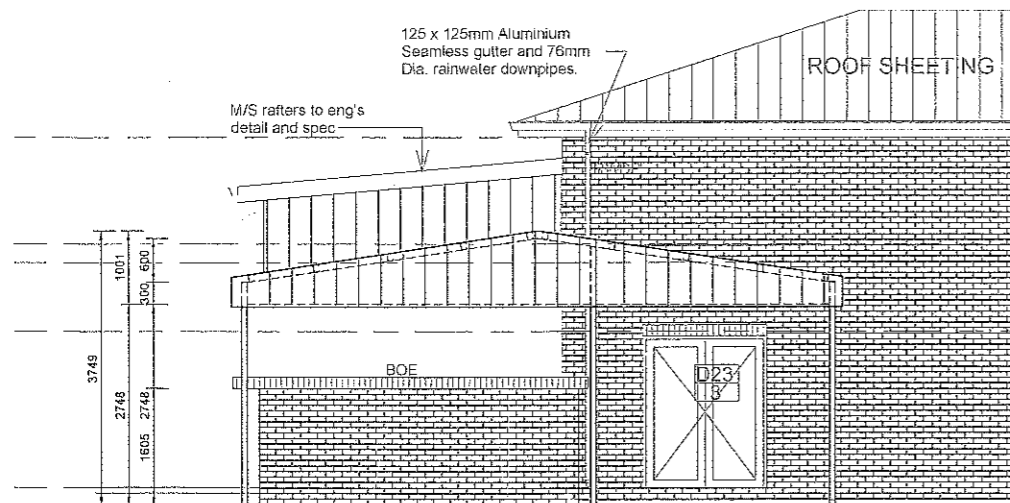 125 x 125mm Aluminium
Seamless gutter and 76mm
Dia. rainwater downpipes.
ROOF SHEETING
M/S rafters to eng's
detail and spec
1001
600
300
3749
2748
2748
1605
BOE
D23
3